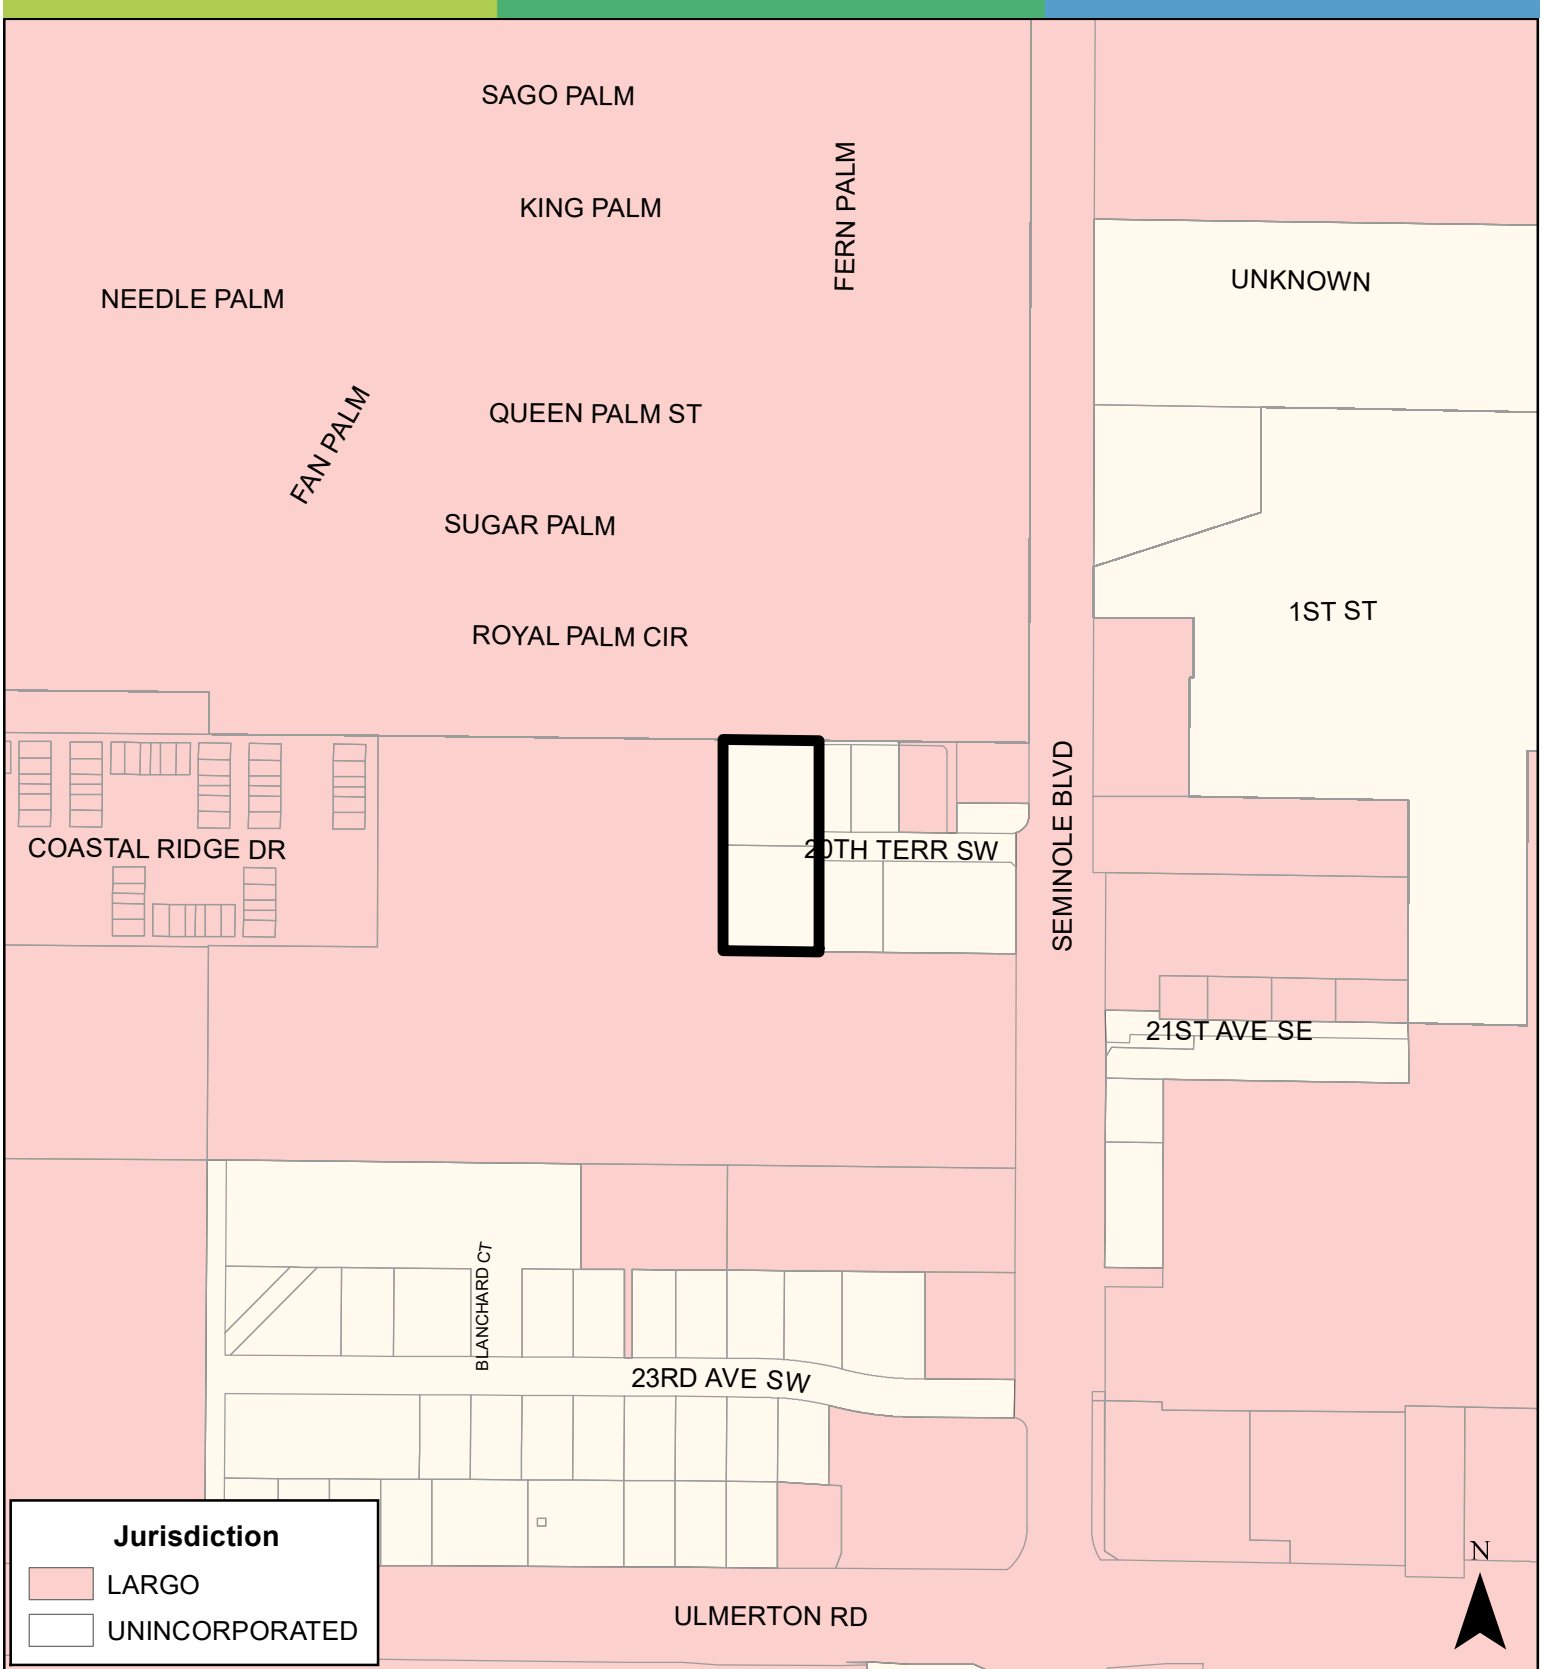 SAGO PALM
FERN PALM
KING PALM
UNKNOWN
NEEDLE PALM
FAN PALM
QUEEN PALM ST
SUGAR PALM
1ST ST
ROYAL PALM CIR
SEMINOLE BLVD
COASTAL RIDGE DR
20TH TERR SW
21ST AVE SE
BLANCHARD CT
23RD AVE SW
Jurisdiction
LARGO
UNINCORPORATED
ULMERTON RD
N